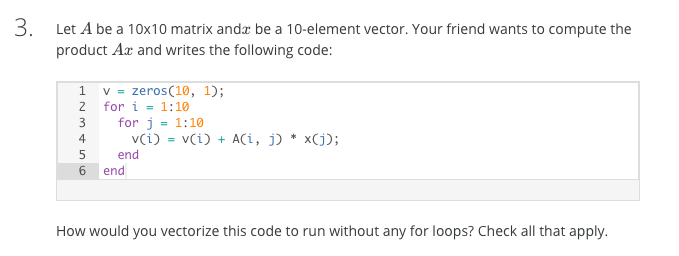 3. Let A be a 10x10 matrix andx be a 10-element vector. Your friend wants to compute the
product Ax and writes the following code:
1 v = zeros(10, 1);
2 for i = 1:10
3 for j = 1:10
4 v(i) = v(i) + A(i, j) * x(j);
5 end
6 end
How would you vectorize this code to run without any for loops? Check all that apply.